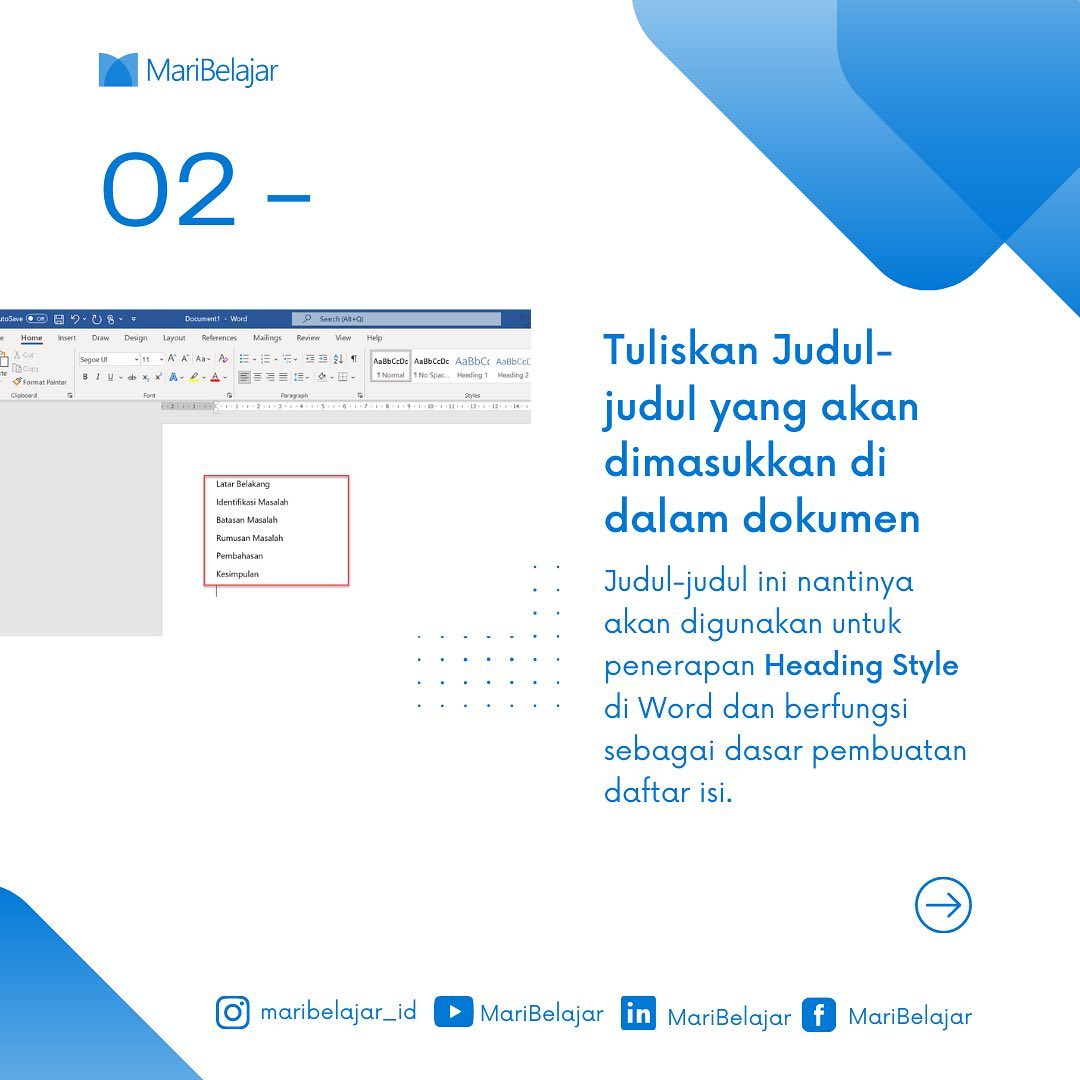 MariBelajar
02 –
AutoSave Off Document1 - Word Search (Alt+Q)
Home Insert Draw Design Layout References Mailings Review View Help
Cut
Copy
Format Painter
Clipboard
Segoe UI 11
Font
Paragraph
AaBbCcDc AaBbCcDc AaBbCc AaBbCcD
¶ Normal ¶ No Spac... Heading 1 Heading 2
Styles
Latar Belakang
Identifikasi Masalah
Batasan Masalah
Rumusan Masalah
Pembahasan
Kesimpulan
Tuliskan Judul-
judul yang akan
dimasukkan di
dalam dokumen
Judul-judul ini nantinya
akan digunakan untuk
penerapan Heading Style
di Word dan berfungsi
sebagai dasar pembuatan
daftar isi.
maribelajar_id MariBelajar MariBelajar MariBelajar